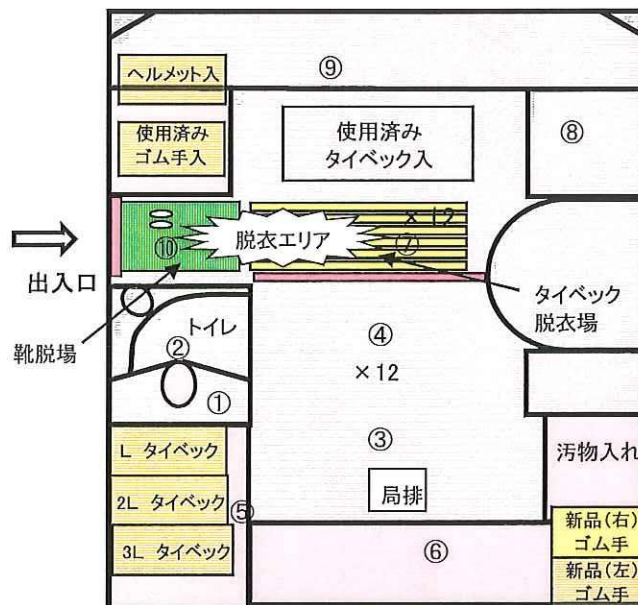 ⑨
ヘルメット入
使用済み
ゴム手入
使用済み
タイベック入
⑧
×12
脱衣エリア
⑩
⑦
出入口
靴脱場
タイベック
脱衣場
トイレ
②
①
④
×12
③
局排
L タイベック
2L タイベック
3L タイベック
⑤
⑥
汚物入れ
新品(右)
ゴム手
新品(左)
ゴム手